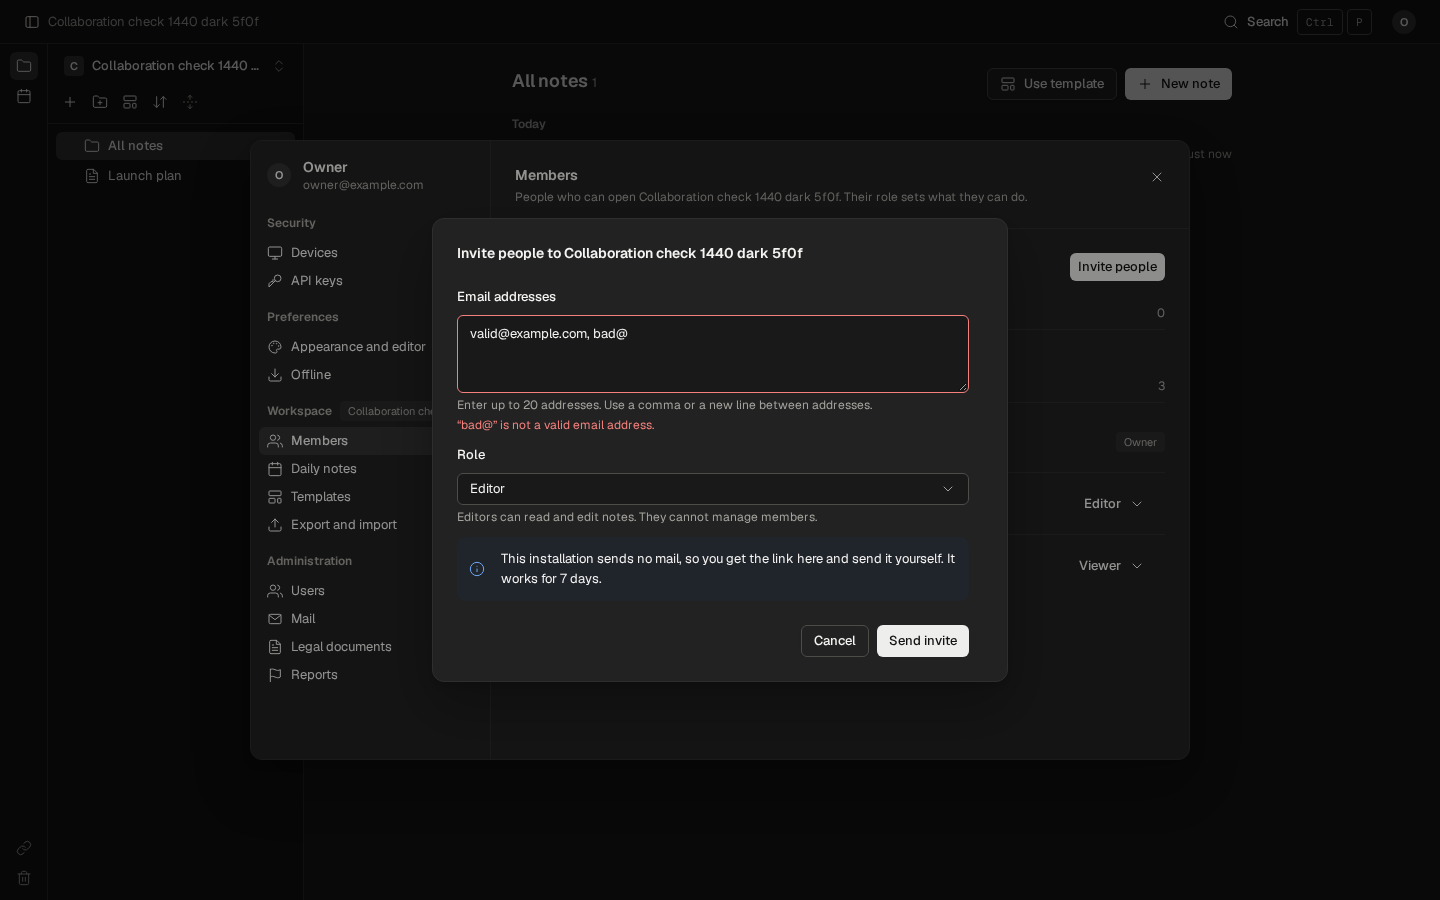 Collaboration check 1440 dark 5f0f
Search Ctrl P O
C Collaboration check 1440 ...
All notes 1
Use template
New note
Today
All notes
Launch plan
just now
O Owner
owner@example.com
Security
Devices
API keys
Preferences
Appearance and editor
Offline
Workspace
Members
Daily notes
Templates
Export and import
Administration
Users
Mail
Legal documents
Reports
Members
People who can open Collaboration check 1440 dark 5f0f. Their role sets what they can do.
Invite people
0
3
Owner
Editor
Viewer
Invite people to Collaboration check 1440 dark 5f0f
Email addresses
valid@example.com, bad@
Enter up to 20 addresses. Use a comma or a new line between addresses.
“bad@” is not a valid email address.
Role
Editor
Editors can read and edit notes. They cannot manage members.
This installation sends no mail, so you get the link here and send it yourself. It
works for 7 days.
Cancel
Send invite